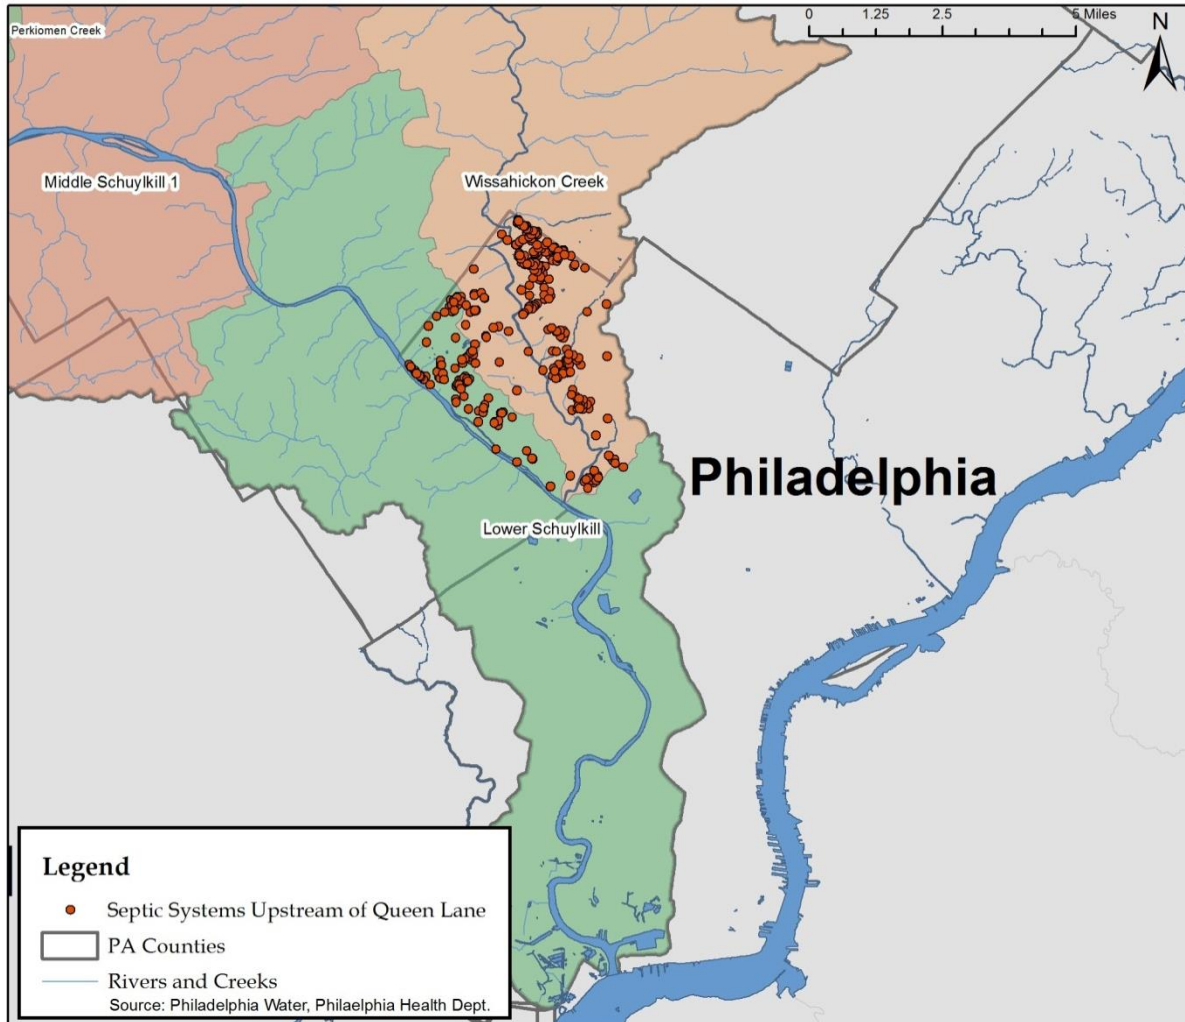 Perkiomen Creek
0 1.25 2.5 5 Miles
N
Middle Schuylkill 1
Wissahickon Creek
Philadelphia
Lower Schuylkill
Legend
Septic Systems Upstream of Queen Lane
PA Counties
Rivers and Creeks
Source: Philadelphia Water, Philaelphia Health Dept.